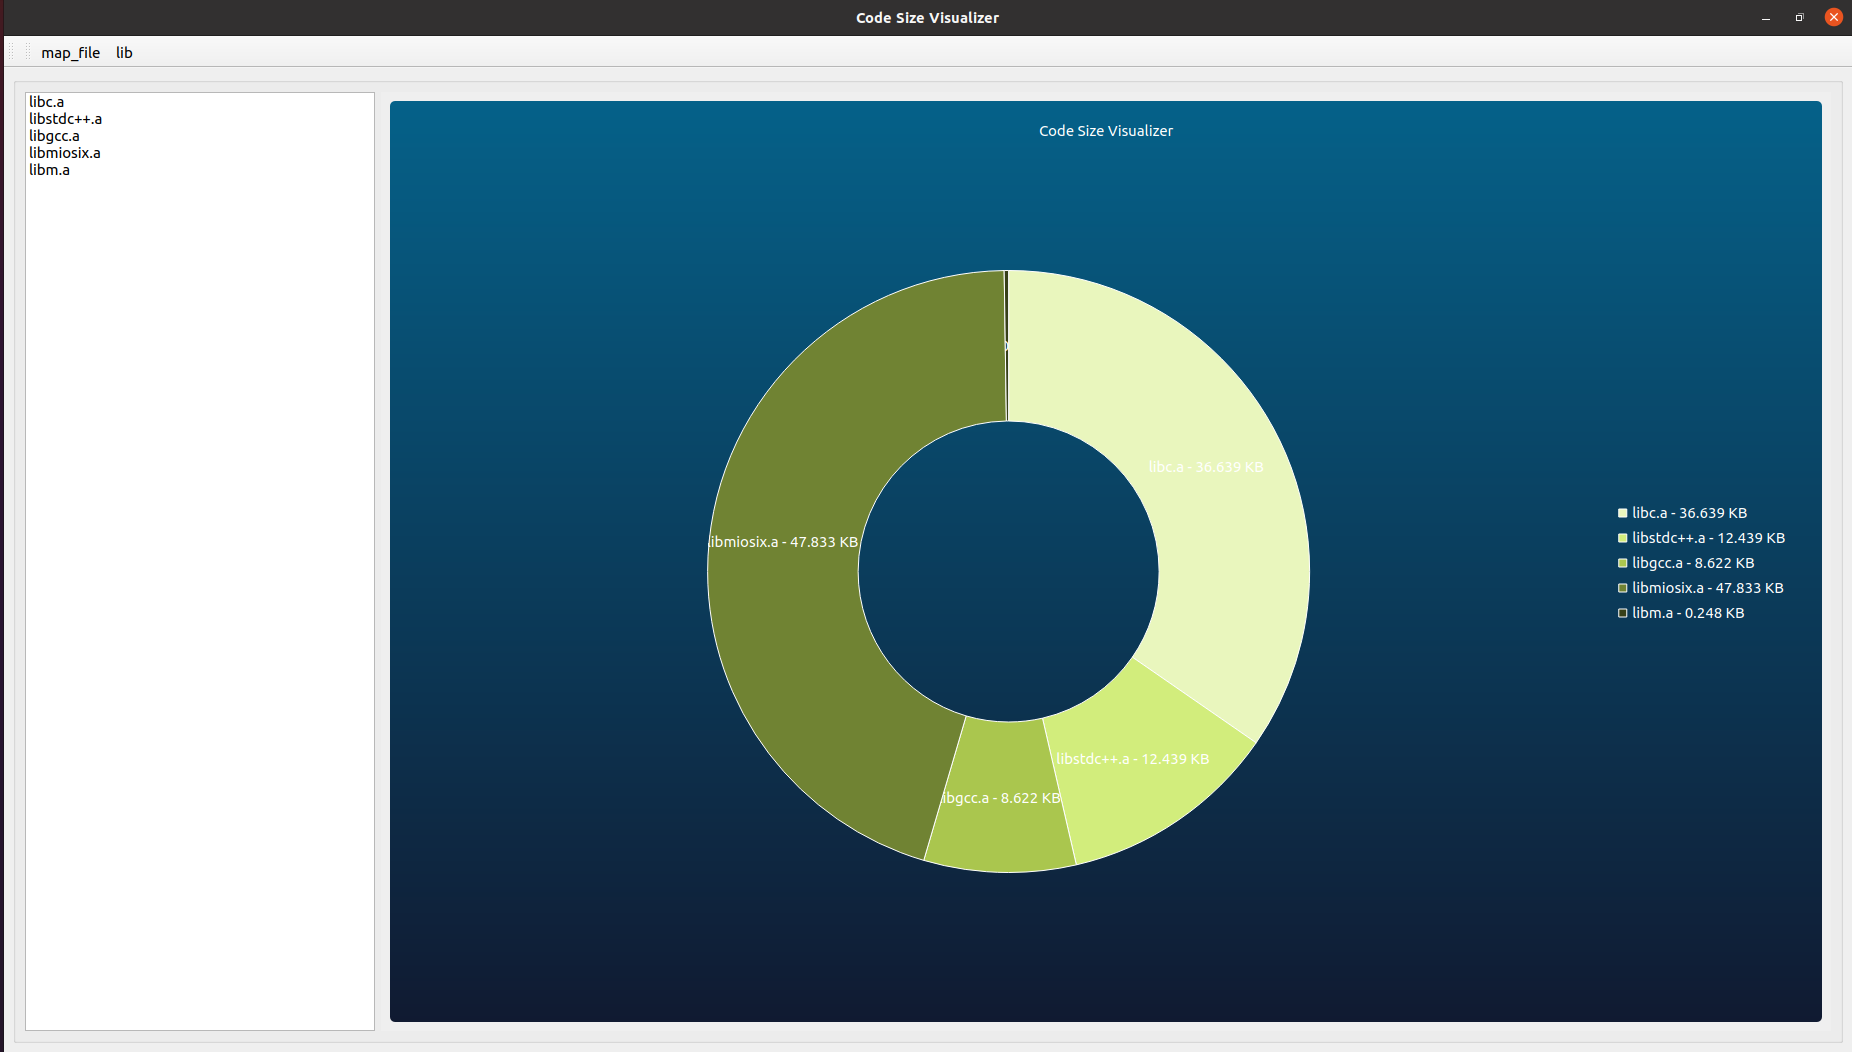 Code Size Visualizer
map_file lib
libc.a
libstdc++.a
libgcc.a
libmiosix.a
libm.a
Code Size Visualizer
libc.a - 36.639 KB
libmiosix.a - 47.833 KB
libstdc++.a - 12.439 KB
libgcc.a - 8.622 KB
libc.a - 36.639 KB
libstdc++.a - 12.439 KB
libgcc.a - 8.622 KB
libmiosix.a - 47.833 KB
libm.a - 0.248 KB